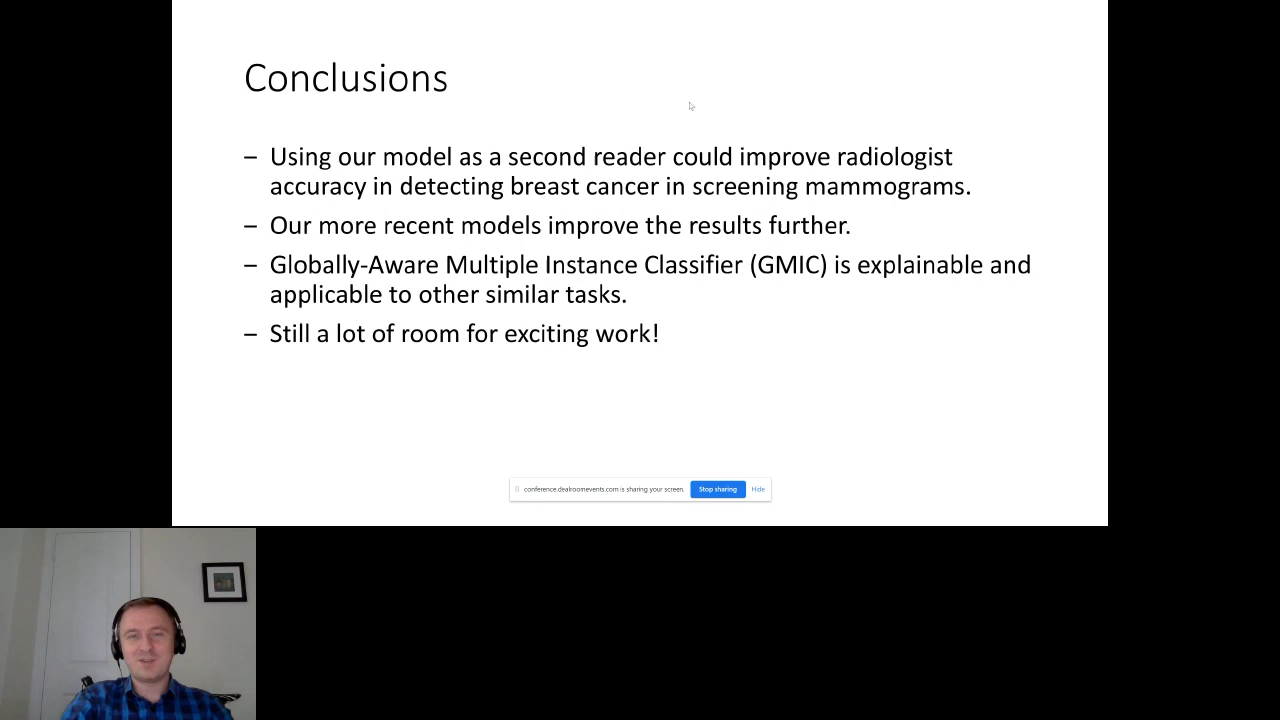 Conclusions
– Using our model as a second reader could improve radiologist
accuracy in detecting breast cancer in screening mammograms.
– Our more recent models improve the results further.
– Globally-Aware Multiple Instance Classifier (GMIC) is explainable and
applicable to other similar tasks.
– Still a lot of room for exciting work!
conference.dealroomevents.com is sharing your screen. Stop sharing Hide